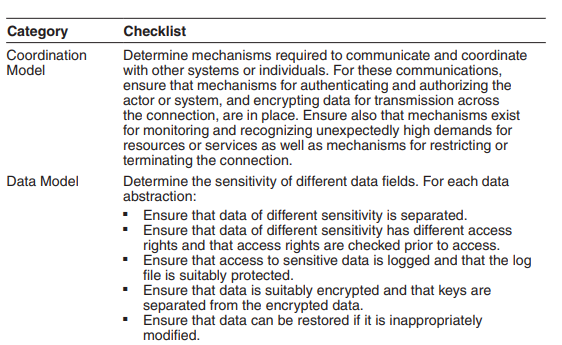 Category Checklist
Coordination Model Determine mechanisms required to communicate and coordinate
with other systems or individuals. For these communications,
ensure that mechanisms for authenticating and authorizing the
actor or system, and encrypting data for transmission across
the connection, are in place. Ensure also that mechanisms exist
for monitoring and recognizing unexpectedly high demands for
resources or services as well as mechanisms for restricting or
terminating the connection.
Data Model Determine the sensitivity of different data fields. For each data
abstraction:
▪ Ensure that data of different sensitivity is separated.
▪ Ensure that data of different sensitivity has different access
rights and that access rights are checked prior to access.
▪ Ensure that access to sensitive data is logged and that the log
file is suitably protected.
▪ Ensure that data is suitably encrypted and that keys are
separated from the encrypted data.
▪ Ensure that data can be restored if it is inappropriately
modified.